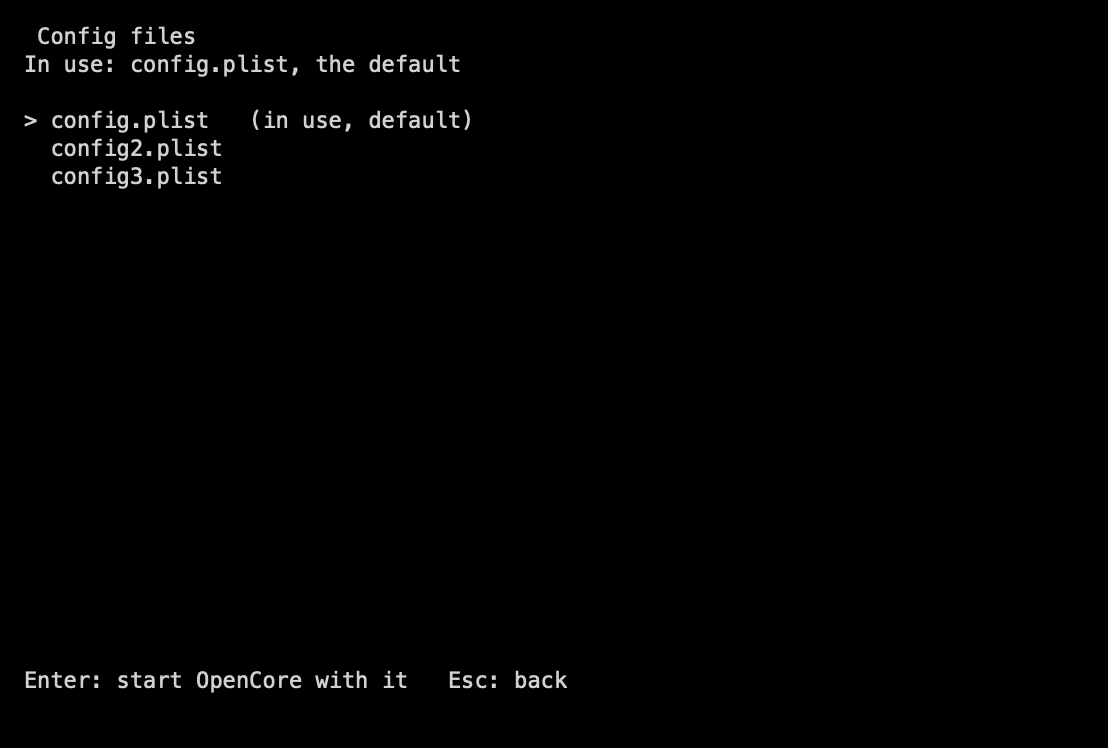 Config files
In use: config.plist, the default
> config.plist   (in use, default)
config2.plist
config3.plist
Enter: start OpenCore with it   Esc: back